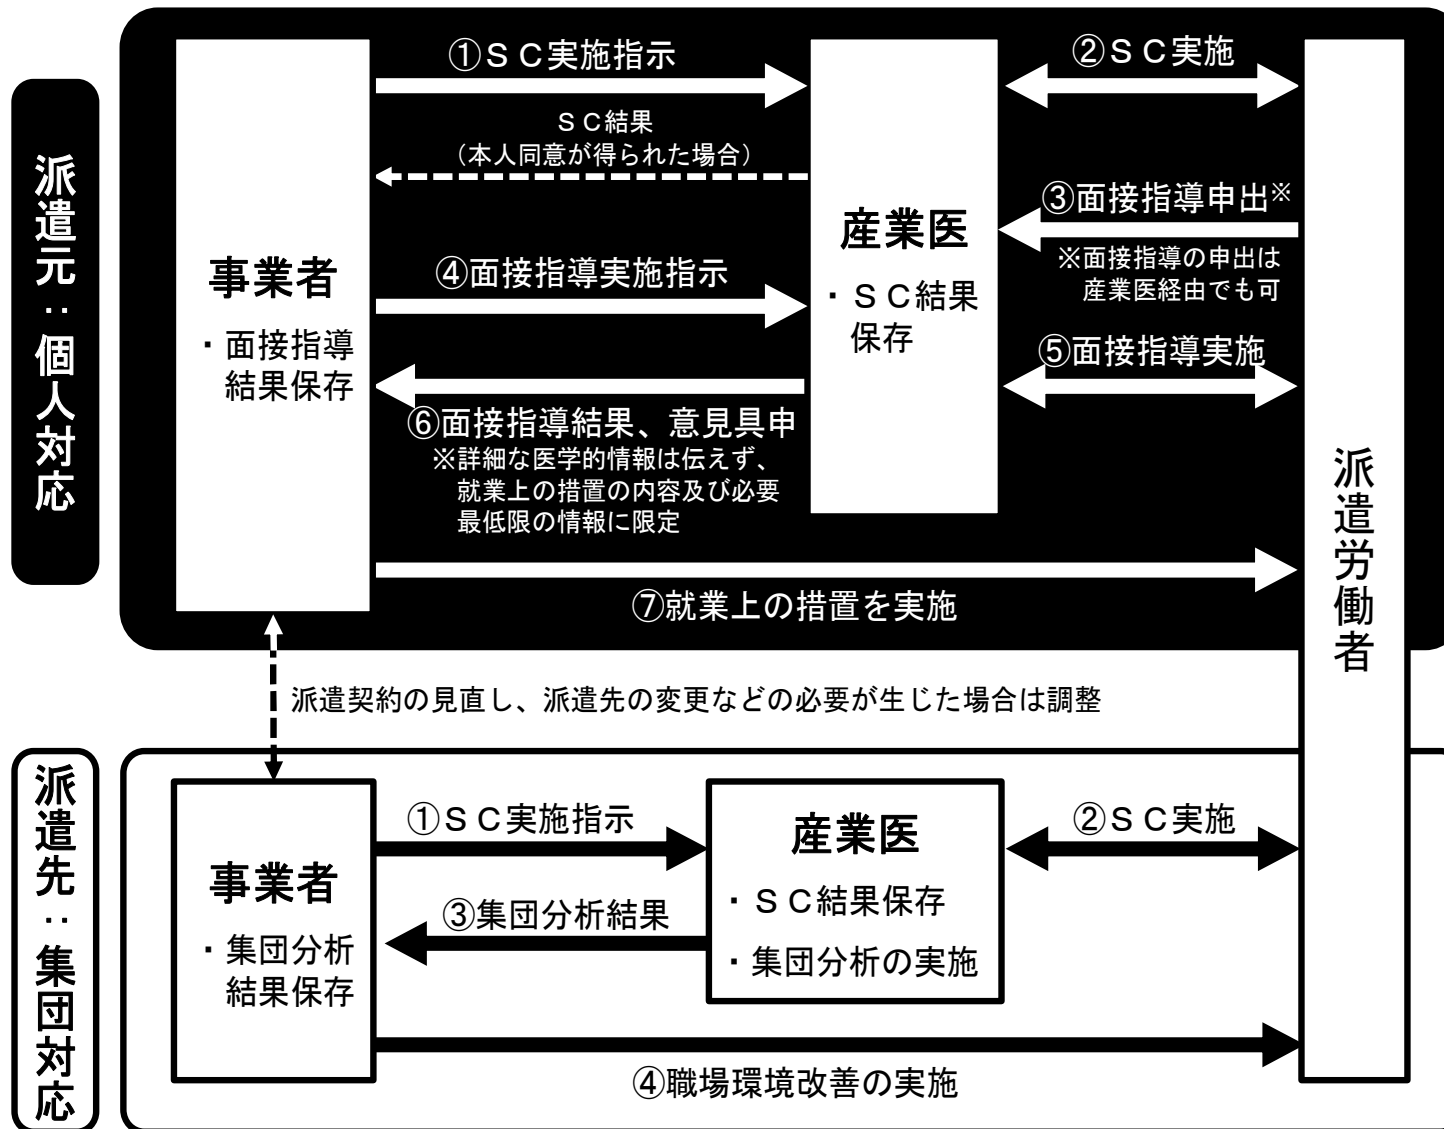 派遣元：個人対応
①ＳＣ実施指示
ＳＣ結果
（本人同意が得られた場合）
②ＳＣ実施
③面接指導申出※
※面接指導の申出は
産業医経由でも可
事業者
・面接指導
結果保存
④面接指導実施指示
産業医
・ＳＣ結果
保存
⑤面接指導実施
⑥面接指導結果、意見具申
※詳細な医学的情報は伝えず、
就業上の措置の内容及び必要
最低限の情報に限定
⑦就業上の措置を実施
派遣労働者
派遣契約の見直し、派遣先の変更などの必要が生じた場合は調整
派遣先：集団対応
事業者
・集団分析
結果保存
①ＳＣ実施指示
③集団分析結果
産業医
・ＳＣ結果保存
・集団分析の実施
②ＳＣ実施
④職場環境改善の実施